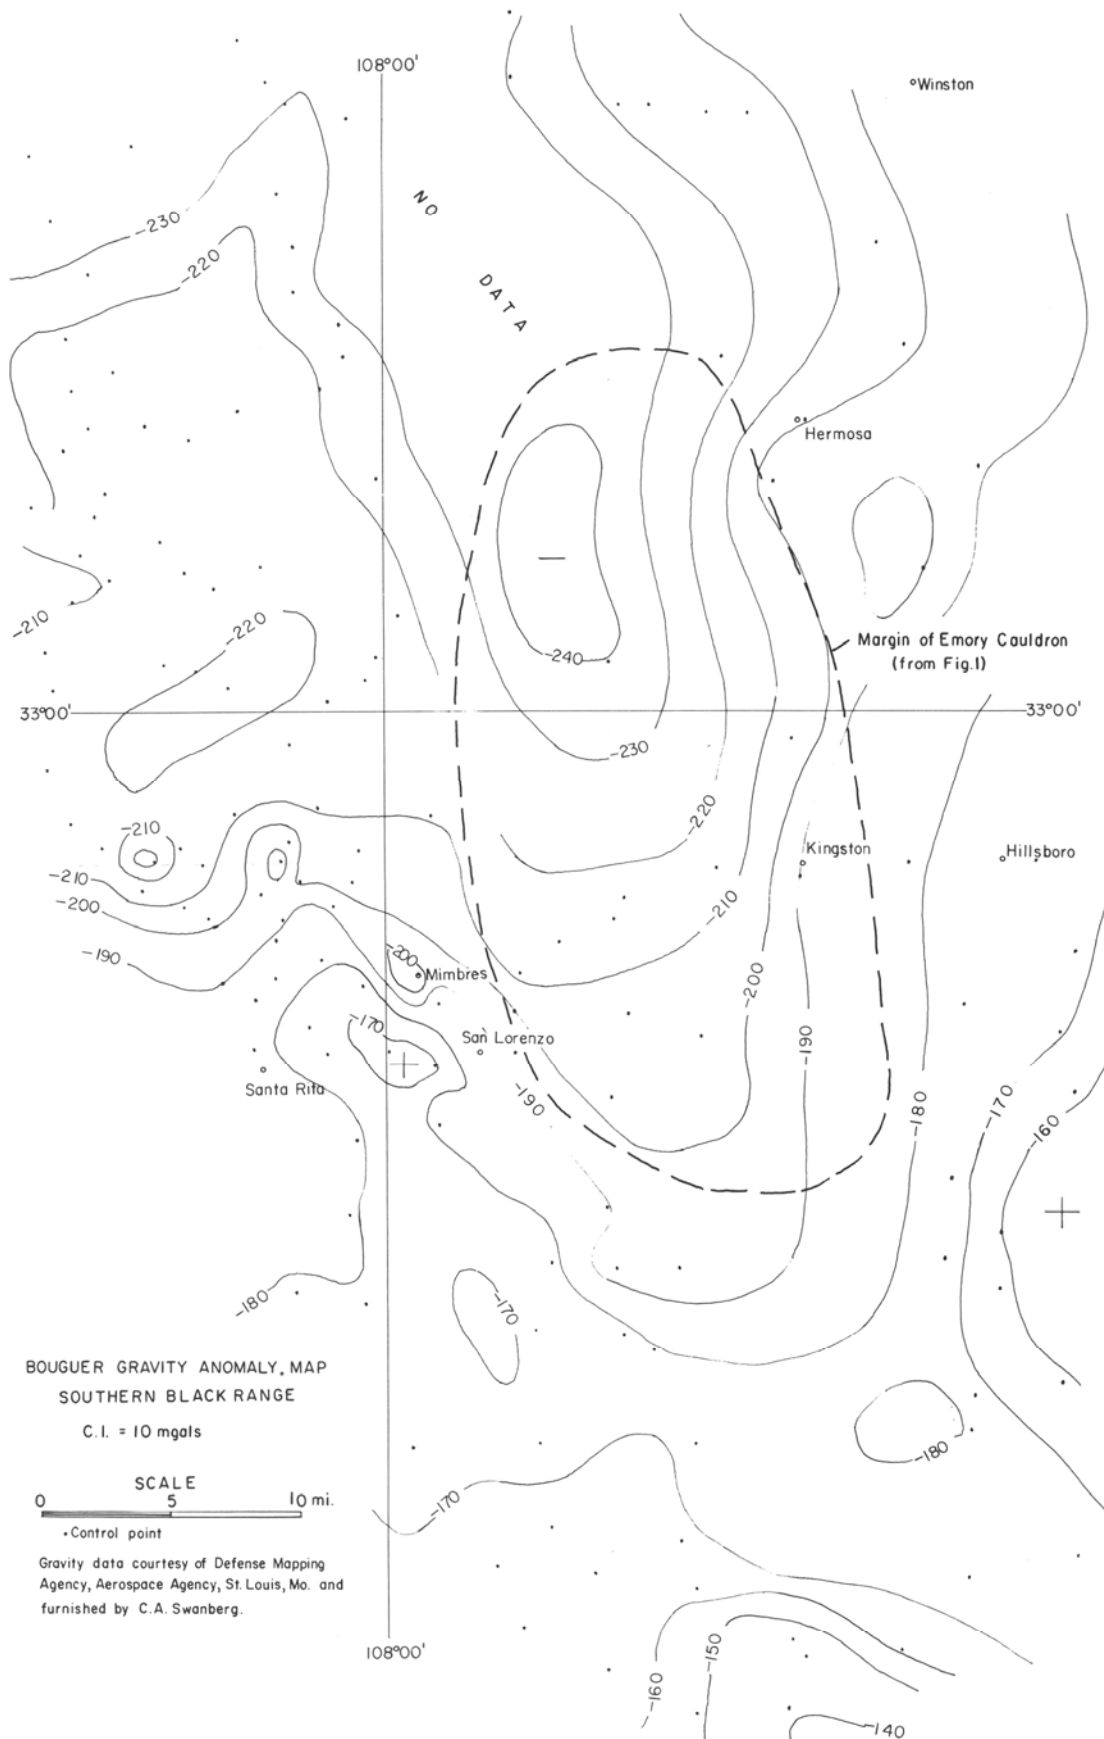 108°00'
Winston
NO
DATA
-230
-220
Hermosa
-210
-220
-240
Margin of Emory Cauldron
(from Fig.1)
33°00'
33°00'
-230
-220
-210
Kingston
Hillsboro
-210
-200
-210
-190
-200
Mimbres
-200
-170
San Lorenzo
-190
Santa Rita
-190
-180
-170
-160
-180
-170
BOUGUER GRAVITY ANOMALY, MAP
SOUTHERN BLACK RANGE
C.I. = 10 mgals
-180
SCALE
0 5 10 mi.
-170
•Control point
Gravity data courtesy of Defense Mapping
Agency, Aerospace Agency, St. Louis, Mo. and
furnished by C.A. Swanberg.
108°00'
-150
-160
-140